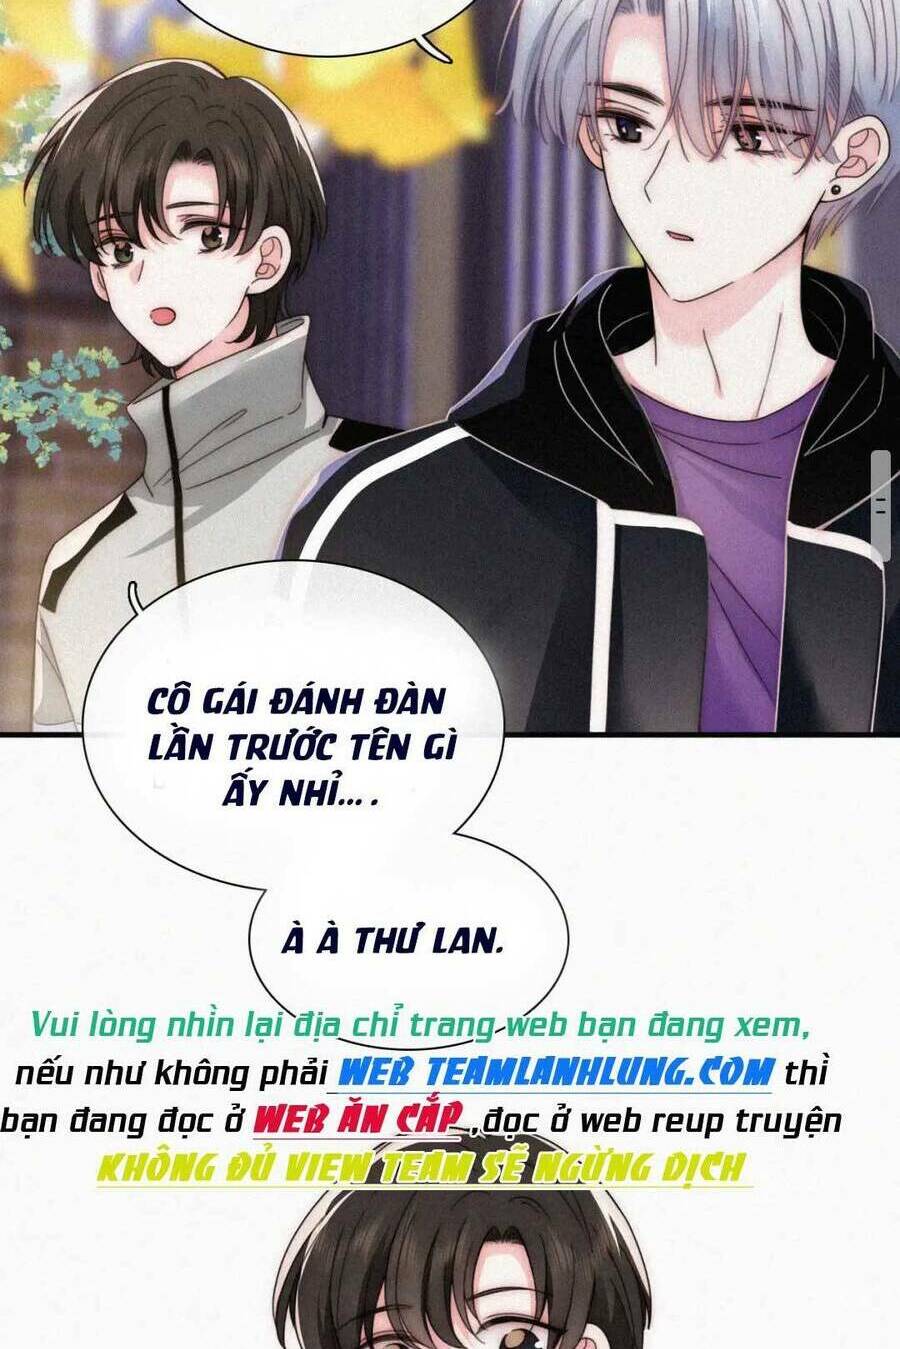 CÔ GÁI ĐÁNH ĐÀN
LẦN TRƯỚC TÊN GÌ
ẤY NHỈ... .
À À THƯ LAN.
Vui lòng nhìn lại địa chỉ trang web bạn đang xem,
nếu như không phải WEB TEAMLANHLUNG.COM thì
bạn đang đọc ở WEB ĂN CẮP ,đọc ở web reup truyện
KHÔNG ĐỦ VIEW TEAM SẼ NGỪNG DỊCH